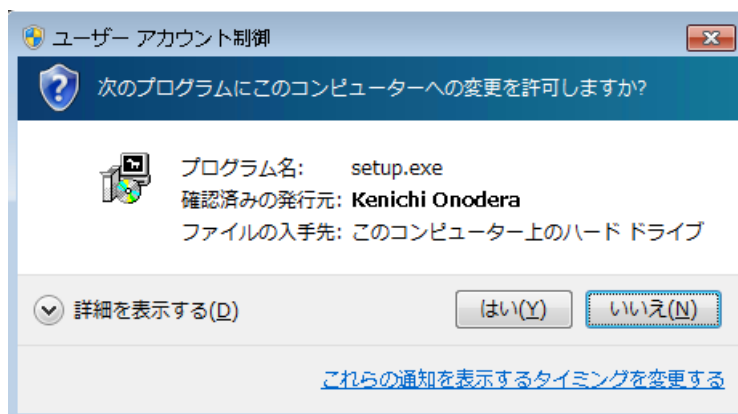 ユーザー アカウント制御
次のプログラムにこのコンピューターへの変更を許可しますか?
プログラム名: setup.exe
確認済みの発行元: Kenichi Onodera
ファイルの入手先: このコンピューター上のハード ドライブ
詳細を表示する(D)
はい(Y)
いいえ(N)
これらの通知を表示するタイミングを変更する